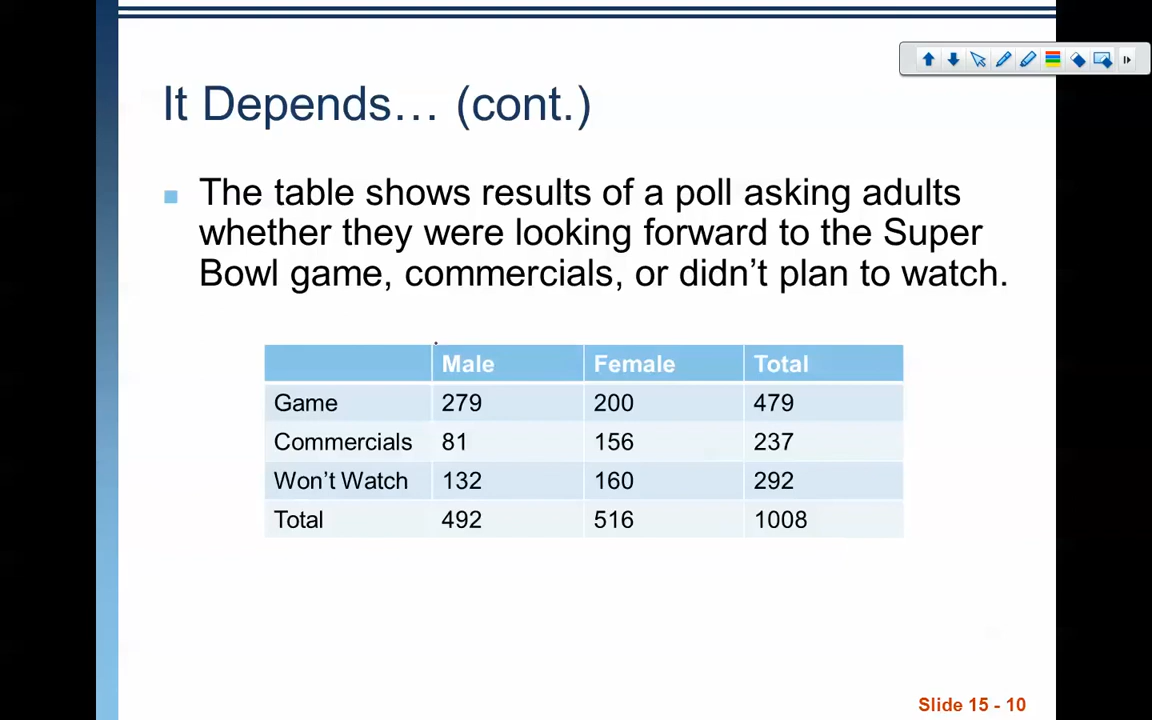 It Depends… (cont.)
The table shows results of a poll asking adults
whether they were looking forward to the Super
Bowl game, commercials, or didn't plan to watch.
Male Female Total
Game 279 200 479
Commercials 81 156 237
Won't Watch 132 160 292
Total 492 516 1008
Slide 15 - 10